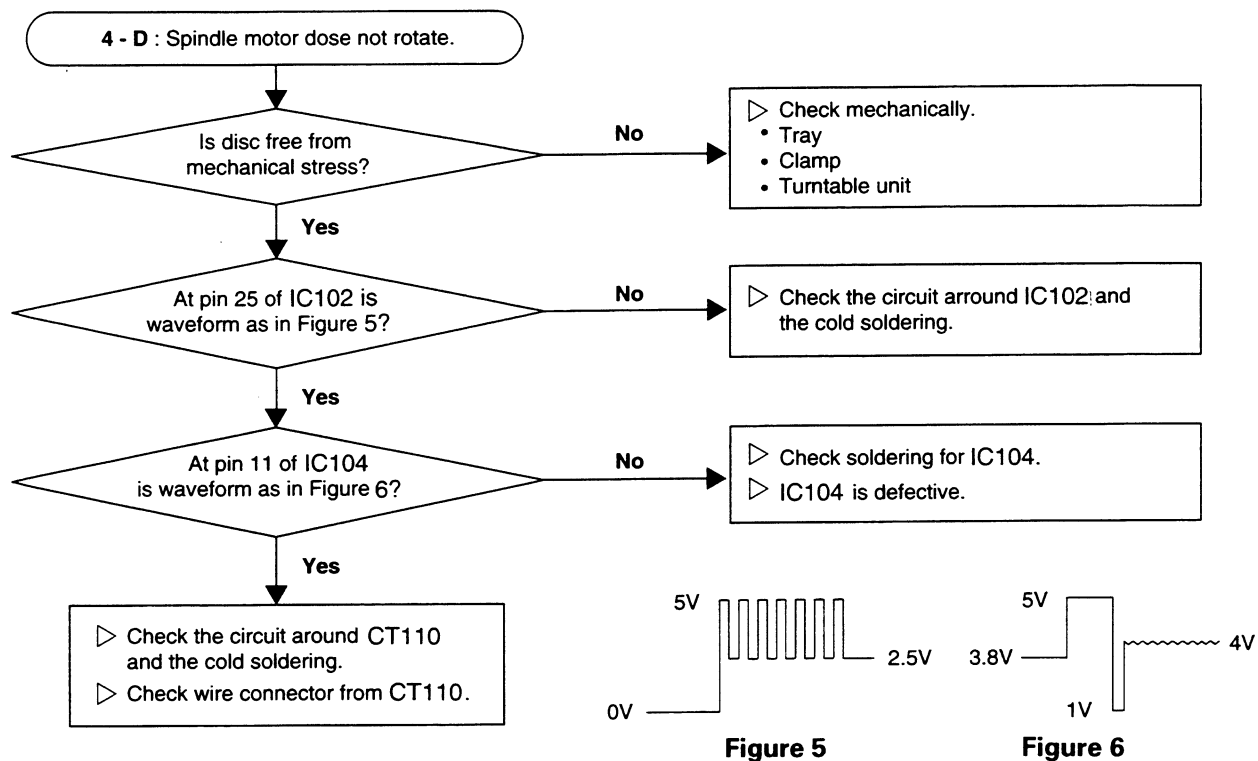 4 - D : Spindle motor dose not rotate.
Is disc free from
mechanical stress?
No
▷ Check mechanically.
• Tray
• Clamp
• Turntable unit
Yes
At pin 25 of IC102 is
waveform as in Figure 5?
No
▷ Check the circuit arround IC102 and
the cold soldering.
Yes
At pin 11 of IC104
is waveform as in Figure 6?
No
▷ Check soldering for IC104.
▷ IC104 is defective.
Yes
▷ Check the circuit around CT110
and the cold soldering.
▷ Check wire connector from CT110.
5V
2.5V
0V
Figure 5
5V
3.8V
4V
1V
Figure 6